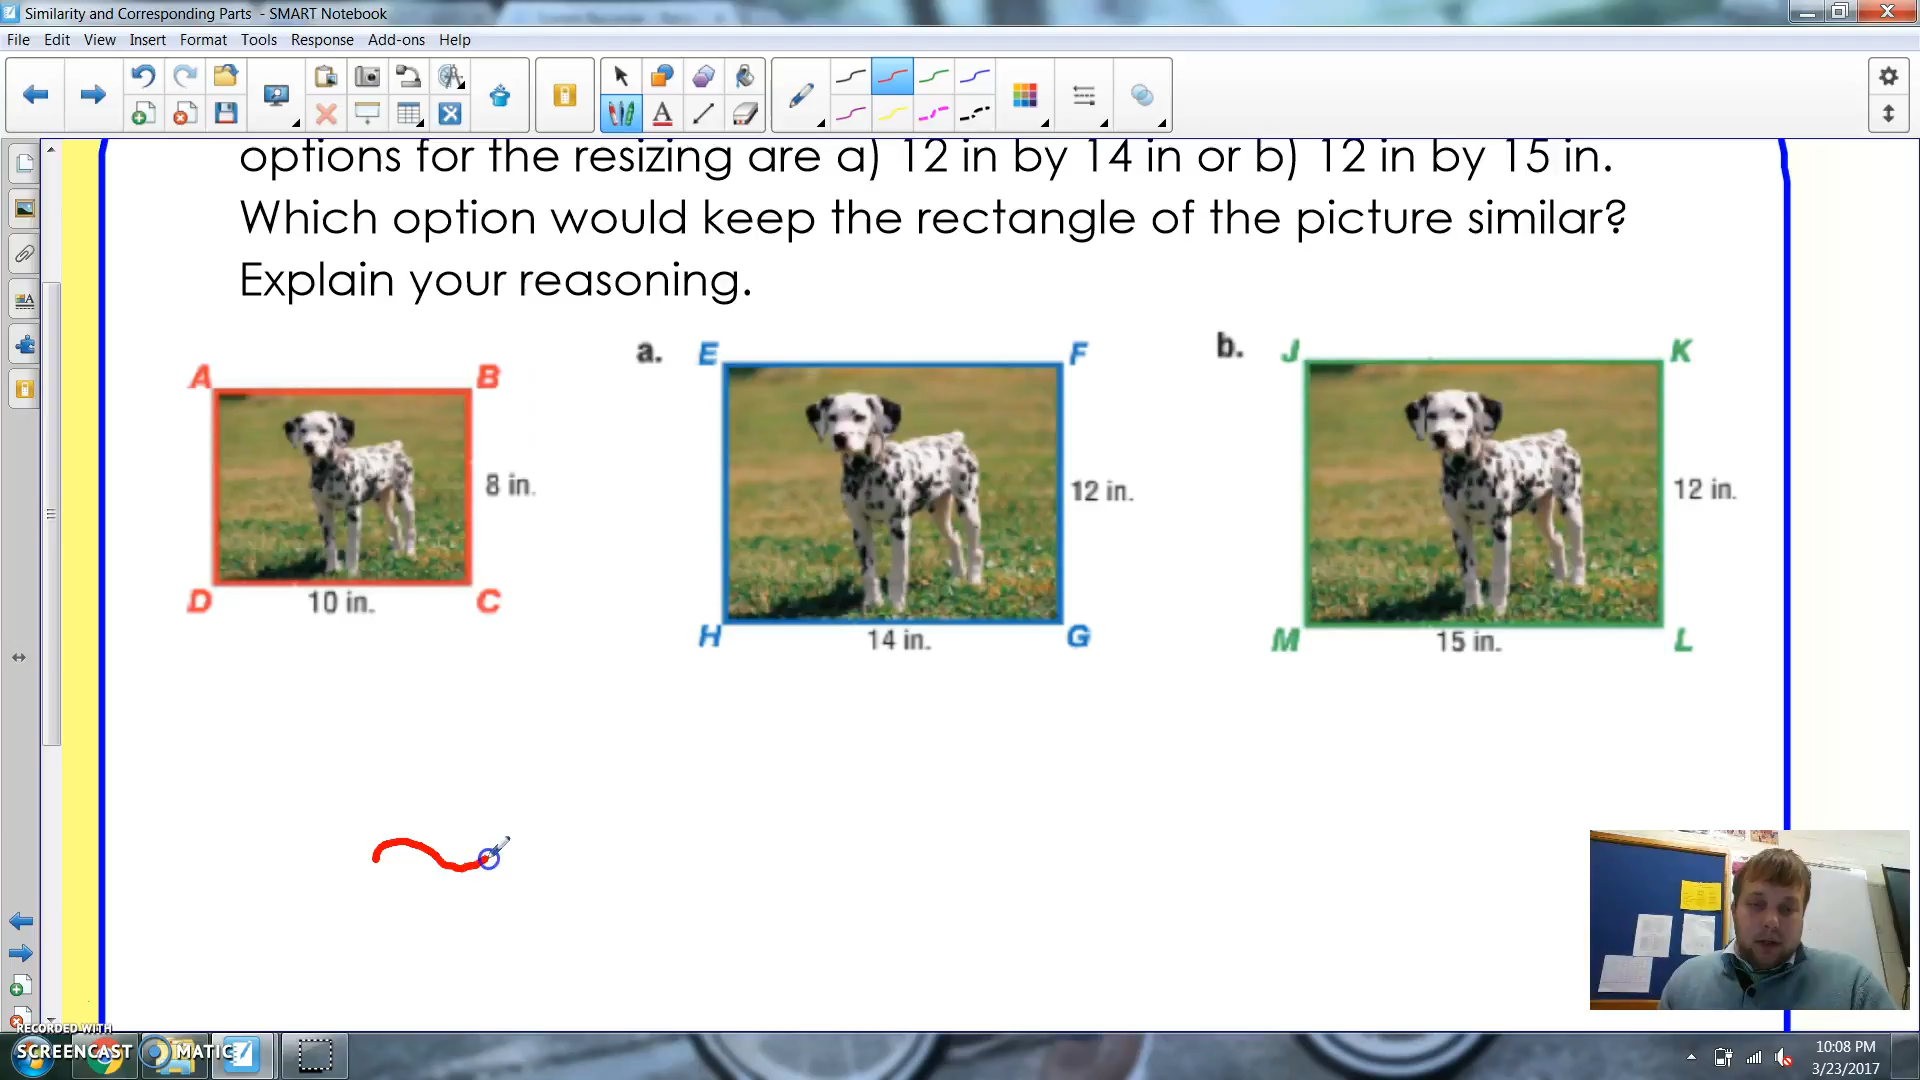 Similarity and Corresponding Parts - SMART Notebook
File Edit View Insert Format Tools Response Add-ons Help
options for the resizing are a) 12 in by 14 in or b) 12 in by 15 in.
Which option would keep the rectangle of the picture similar?
Explain your reasoning.
A B
8 in.
D 10 in. C
a. E F
12 in.
H 14 in. G
b. J K
12 in.
M 15 in. L
RECORDED WITH
SCREENCAST MATIC
10:08 PM
3/23/2017